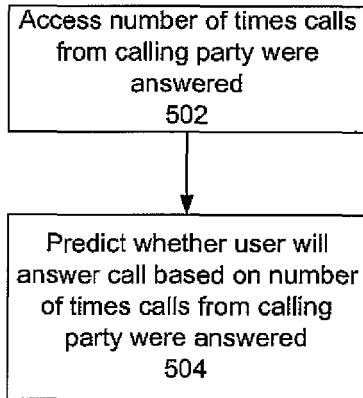 Access number of times calls
from calling party were
answered
502
Predict whether user will
answer call based on number
of times calls from calling
party were answered
504